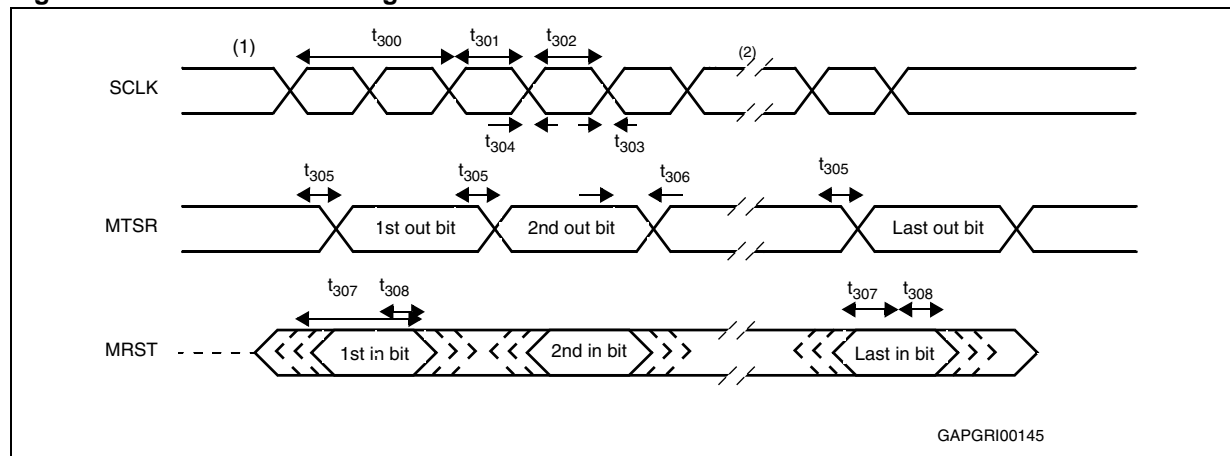 (1)
t300
t301
t302
(2)
SCLK
t304
t303
t305
t305
t306
t305
MTSR
1st out bit
2nd out bit
Last out bit
t307
t308
t307
t308
MRST
1st in bit
2nd in bit
Last in bit
GAPGRI00145